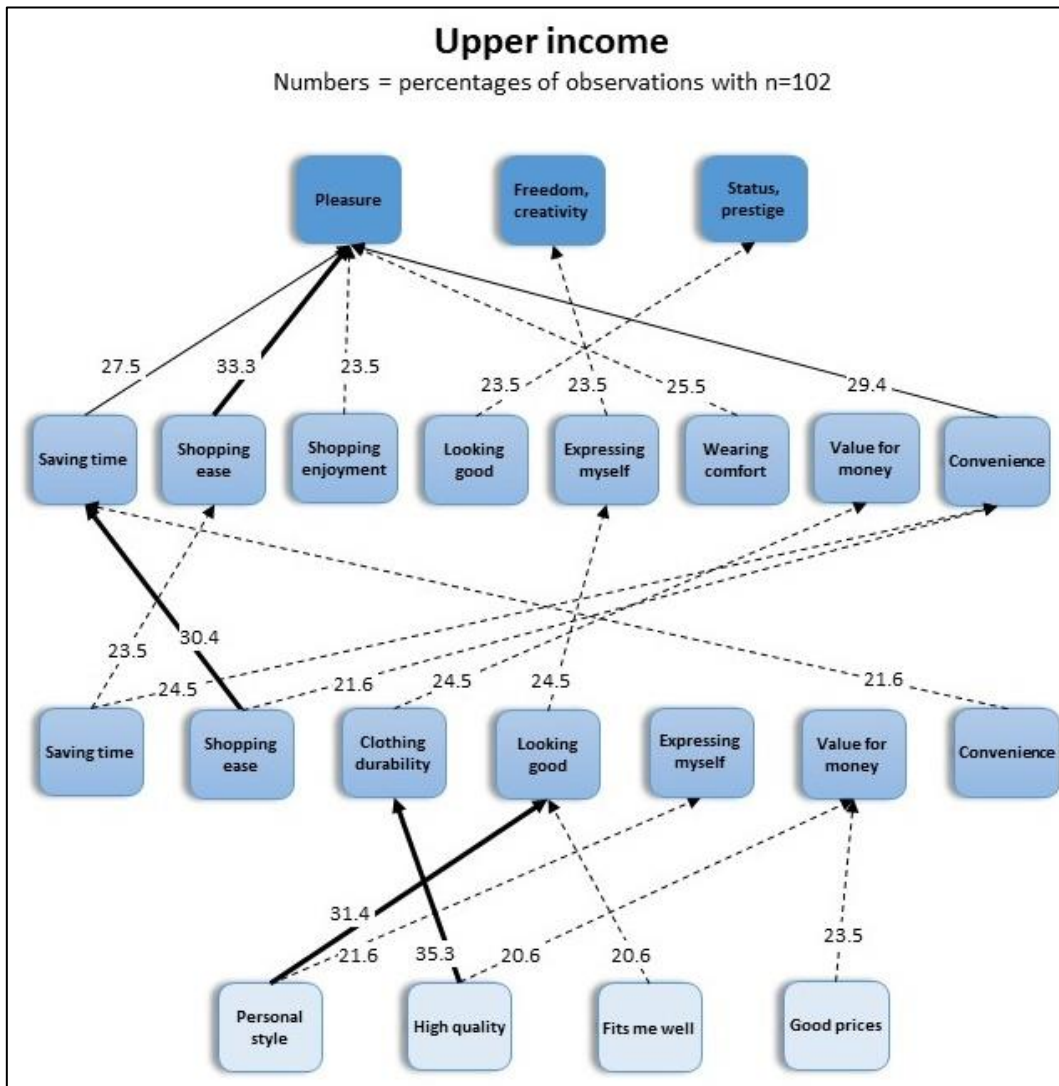 Upper income
Numbers = percentages of observations with n=102
Pleasure
Freedom,
creativity
Status,
prestige
27.5
33.3
23.5
23.5
23.5
25.5
29.4
Saving time
Shopping
ease
Shopping
enjoyment
Looking
good
Expressing
myself
Wearing
comfort
Value for
money
Convenience
23.5
30.4
24.5
21.6
24.5
24.5
21.6
Saving time
Shopping
ease
Clothing
durability
Looking
good
Expressing
myself
Value for
money
Convenience
31.4
21.6
35.3
20.6
20.6
23.5
Personal
style
High quality
Fits me well
Good prices